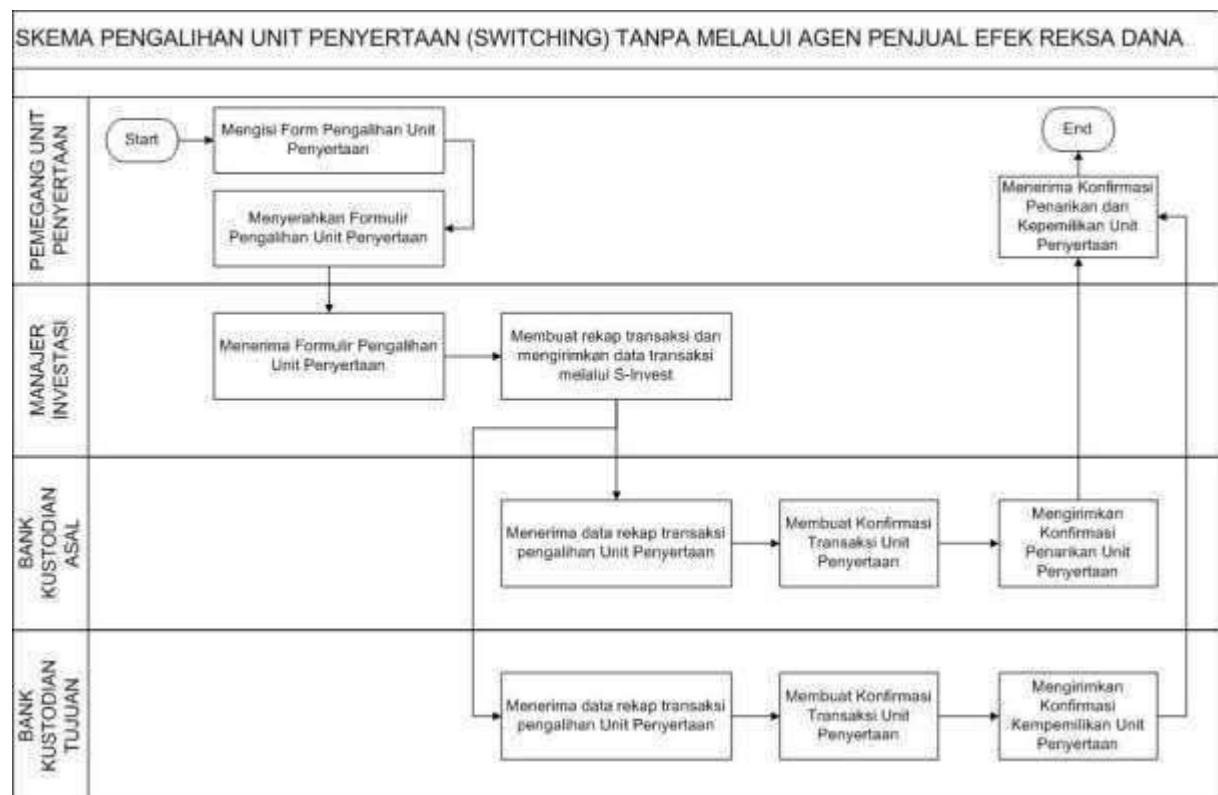 SKEMA PENGALIHAN UNIT PENYERTAAN (SWITCHING) TANPA MELALUI AGEN PENJUAL EFEK REKSA DANA
PEMEGANG UNIT
PENYERTAAN
Start
Mengisi Form Pengalihan Unit
Penyertaan
Menyerahkan Formulir
Pengalihan Unit Penyertaan
End
Menerima Konfirmasi
Penarikan dan
Kepemilikan Unit
Penyertaan
MANAJER
INVESTASI
Menerima Formulir Pengalihan
Unit Penyertaan
Membuat rekap transaksi dan
mengirimkan data transaksi
melalui S-Invest
BANK
KUSTODIAN
ASAL
Menerima data rekap transaksi
pengalihan Unit Penyertaan
Membuat Konfirmasi
Transaksi Unit
Penyertaan
Mengirimkan
Konfirmasi
Penarikan Unit
Penyertaan
BANK
KUSTODIAN
TUJUAN
Menerima data rekap transaksi
pengalihan Unit Penyertaan
Membuat Konfirmasi
Transaksi Unit
Penyertaan
Mengirimkan
Konfirmasi
Kempemilikan Unit
Penyertaan